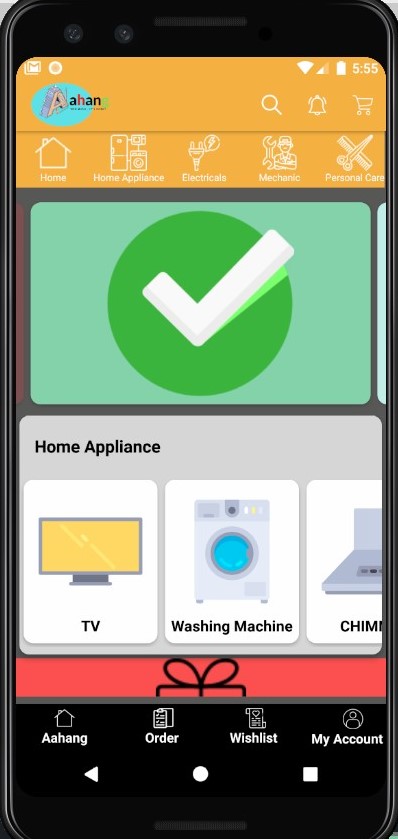 5:55
Aahang
Home
Home Appliance
Electricals
Mechanic
Personal Care
Home Appliance
TV
Washing Machine
CHIM
Aahang
Order
Wishlist
My Account